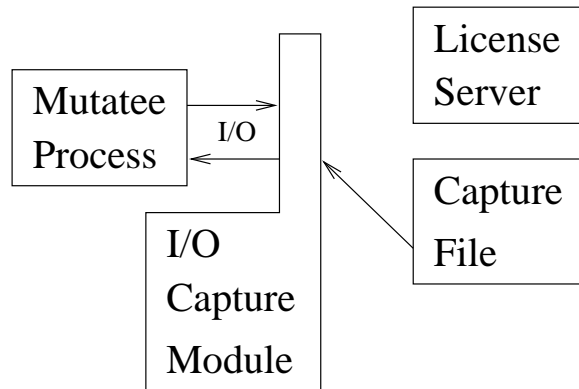 Mutatee
Process
I/O
License
Server
Capture
File
I/O
Capture
Module